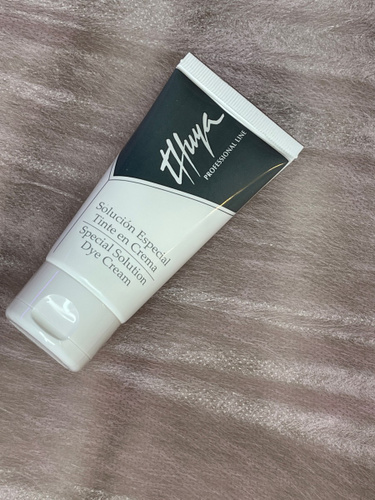 thuya
PROFESSIONAL LINE
Solución Especial
Tinte en Crema
Special Solution
Dye Cream